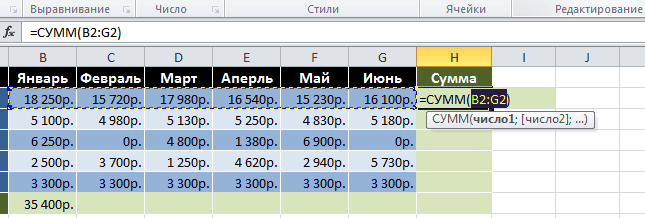 Выравнивание Число Стили Ячейки Редактирование
=СУММ(B2:G2)
B C D E F G H I J
Январь Февраль Март Аперль Май Июнь Сумма
18 250р. 15 720р. 17 980р. 16 540р. 15 230р. 16 100р. =СУММ(B2:G2)
5 100р. 4 980р. 5 130р. 5 250р. 4 830р. 5 180р. СУММ(число1; [число2]; ...)
6 250р. 0р. 4 800р. 1 380р. 6 900р. 0р.
2 500р. 3 700р. 1 250р. 4 620р. 2 940р. 5 730р.
3 300р. 3 300р. 3 300р. 3 300р. 3 300р. 3 300р.
35 400р.